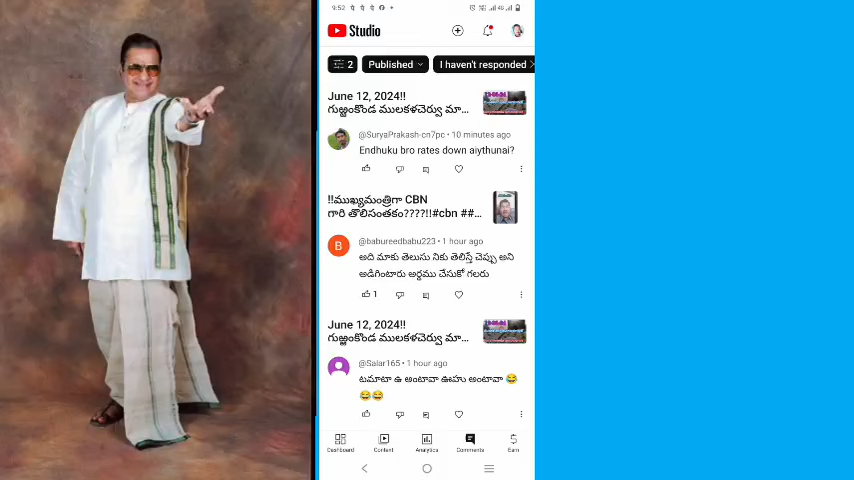 9:52
Studio
2
Published
I haven't responded
June 12, 2024!!
గుఱ్ఱంకొండ ములకళచెర్వు మా...
@SuryaPrakash-cn7pc • 10 minutes ago
Endhuku bro rates down aiythunai?
!!ముఖ్యమంత్రిగా CBN
గారి తొలిసంతకం????!!#cbn ##...
@babureedbabu223 • 1 hour ago
అది మాకు తెలుసు నికు తెలిస్తే చెప్పు అని
అడిగింటారు అర్ధము చేసుకో గలరు
1
June 12, 2024!!
గుఱ్ఱంకొండ ములకళచెర్వు మా...
@Salar165 • 1 hour ago
టమాటా ఉ అంటావా ఊహు అంటావా 😂
😂😂
Dashboard
Content
Analytics
Comments
Earn